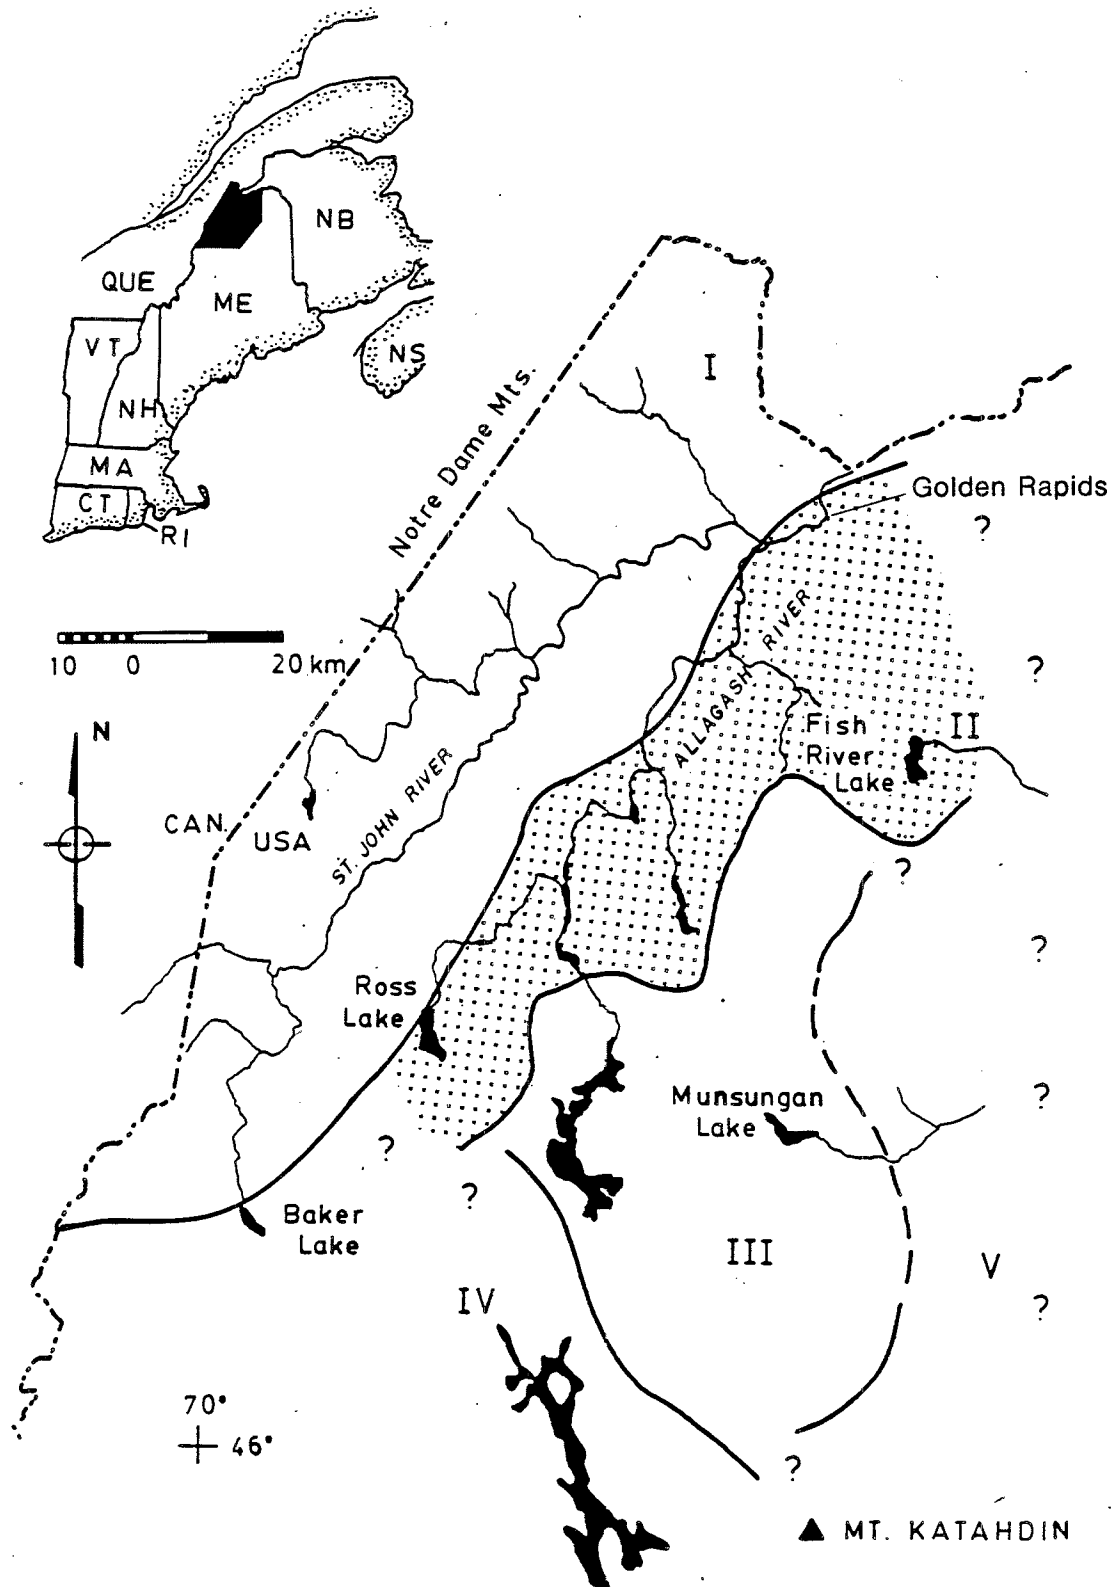 NB
QUE
ME
VT
NS
NH
MA
CT
RI
I
Notre Dame Mts.
Golden Rapids
?
10 0 20 km
?
ALLAGASH RIVER
N
II
Fish
River
Lake
ST. JOHN RIVER
CAN.
USA
?
?
Ross
Lake
Munsungan
Lake
?
?
?
Baker
Lake
III
V
IV
?
70°
46°
?
MT. KATAHDIN